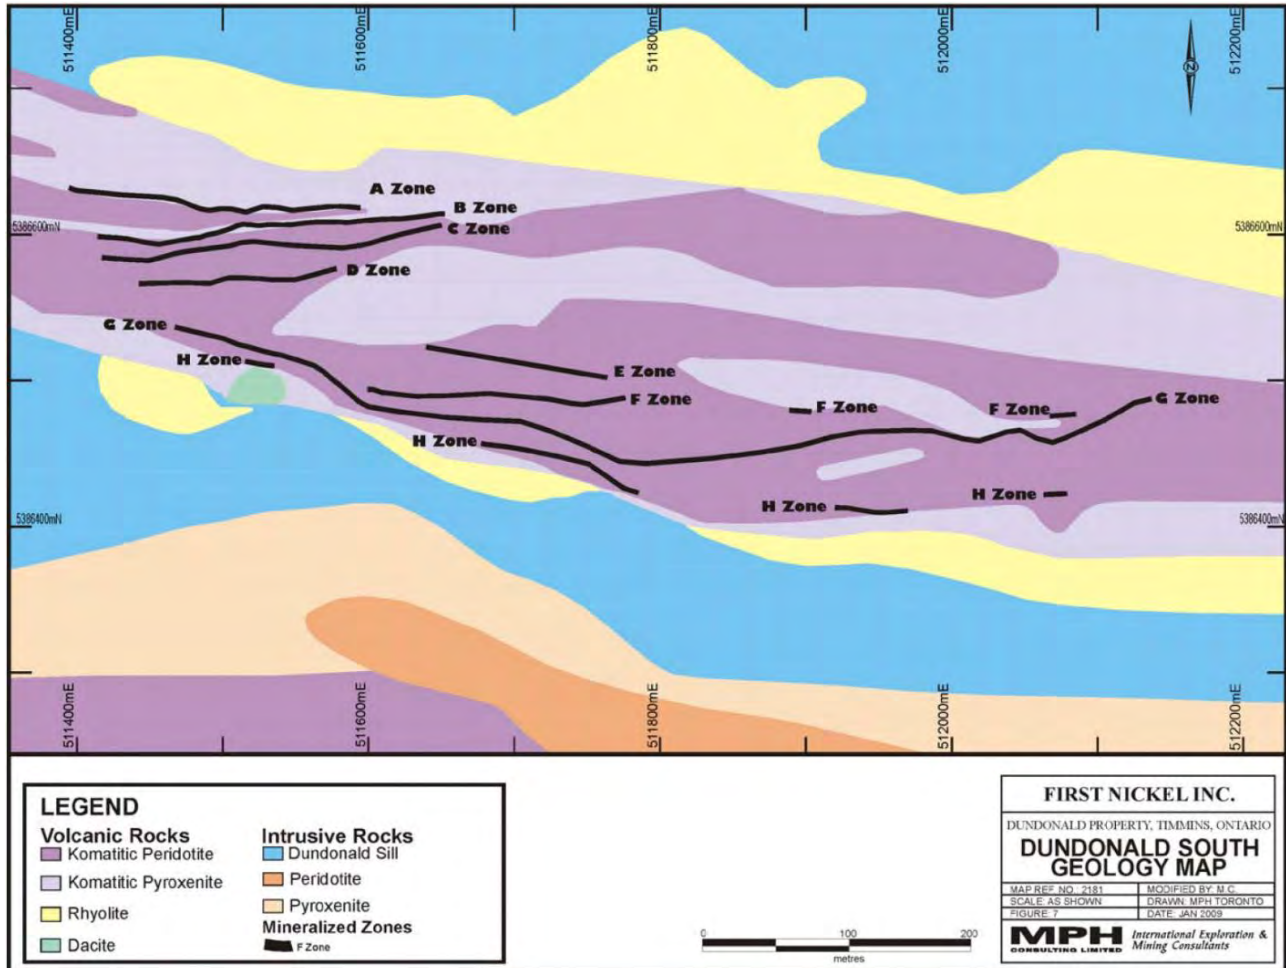 511400mE
511600mE
511800mE
512000mE
512200mE
N
A Zone
B Zone
5386600mN
5386600mN
C Zone
D Zone
G Zone
H Zone
E Zone
F Zone
F Zone
F Zone
G Zone
H Zone
H Zone
H Zone
5386400mN
5386400mN
511400mE
511600mE
511800mE
512000mE
512200mE
LEGEND
Volcanic Rocks
Komatitic Peridotite
Komatitic Pyroxenite
Rhyolite
Dacite
Intrusive Rocks
Dundonald Sill
Peridotite
Pyroxenite
Mineralized Zones
F Zone
0 100 200
metres
FIRST NICKEL INC.
DUNDONALD PROPERTY, TIMMINS, ONTARIO
DUNDONALD SOUTH
GEOLOGY MAP
MAP REF. NO.: 2181 MODIFIED BY: M.C.
SCALE: AS SHOWN DRAWN: MPH TORONTO
FIGURE: 7 DATE: JAN 2009
MPH
CONSULTING LIMITED
International Exploration &
Mining Consultants